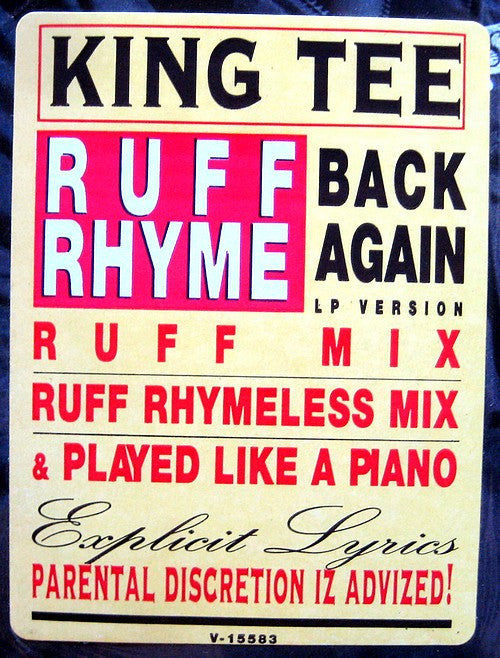 KING TEE
RUFF RHYME
BACK AGAIN
LP VERSION
RUFF MIX
RUFF RHYMELESS MIX
& PLAYED LIKE A PIANO
Explicit Lyrics
PARENTAL DISCRETION IZ ADVIZED!
V-15583